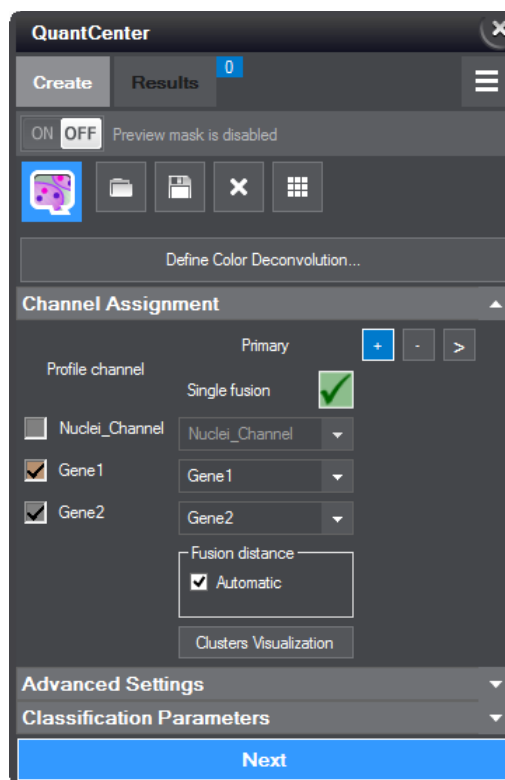 QuantCenter
Create Results 0
ON OFF Preview mask is disabled
Define Color Deconvolution...
Channel Assignment
Primary + - >
Profile channel
Single fusion
Nuclei_Channel Nuclei_Channel
Gene1 Gene1
Gene2 Gene2
Fusion distance
Automatic
Clusters Visualization
Advanced Settings
Classification Parameters
Next